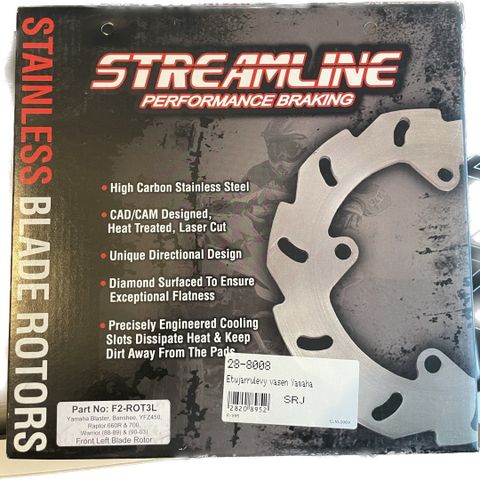 STAINLESS BLADE ROTORS
STREAMLINE
PERFORMANCE BRAKING
• High Carbon Stainless Steel
• CAD/CAM Designed,
Heat Treated, Laser Cut
• Unique Directional Design
• Diamond Surfaced To Ensure
Exceptional Flatness
• Precisely Engineered Cooling
Slots Dissipate Heat & Keep
Dirt Away From The Pads
28-8008
Etujarrulevy vasen Yamaha
SRJ
2820 8952
Part No: F2-ROT3L
Yamaha Blaster, Banshee, YFZ450,
Raptor 660R & 700,
Warrior (88-89) & (90-03)
Front Left Blade Rotor